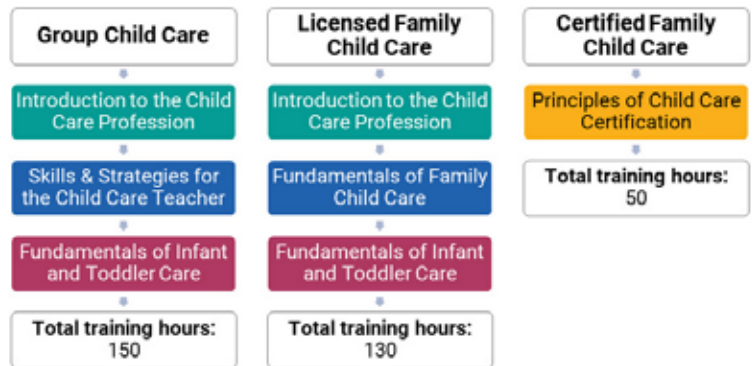 Group Child Care
Introduction to the Child
Care Profession
Skills & Strategies for
the Child Care Teacher
Fundamentals of Infant
and Toddler Care
Total training hours:
150
Licensed Family
Child Care
Introduction to the Child
Care Profession
Fundamentals of Family
Child Care
Fundamentals of Infant
and Toddler Care
Total training hours:
130
Certified Family
Child Care
Principles of Child Care
Certification
Total training hours:
50